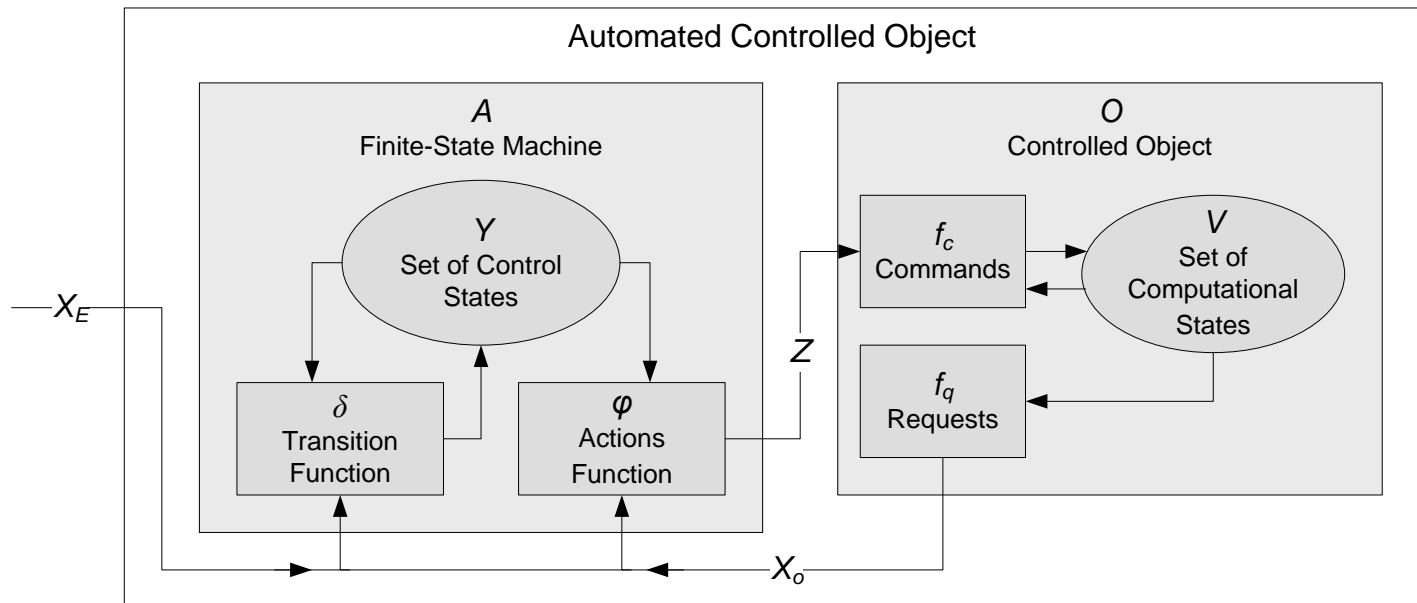 Automated Controlled Object
A
Finite-State Machine
Y
Set of Control
States
δ
Transition
Function
φ
Actions
Function
X_E
Z
O
Controlled Object
f_c
Commands
V
Set of
Computational
States
f_q
Requests
X_o